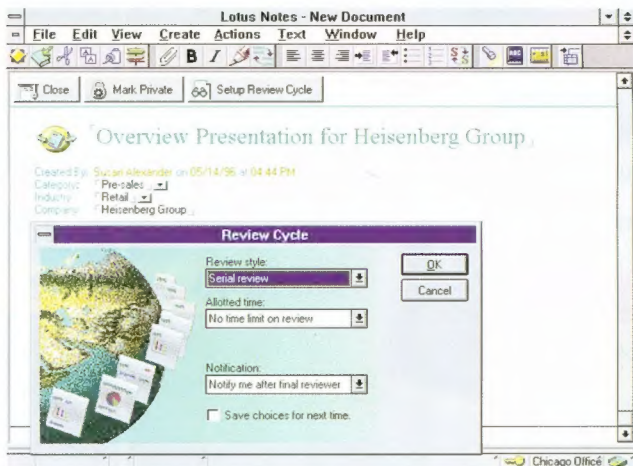 Lotus Notes - New Document
File Edit View Create Actions Text Window Help
B I
Close Mark Private Setup Review Cycle
Overview Presentation for Heisenberg Group
Created By: Susan Alexander on 05/14/96 at 04:44 PM
Category: Pre-sales
Industry: Retail
Company: Heisenberg Group
Review Cycle
Review style:
Serial review
OK
Cancel
Allotted time:
No time limit on review
Notification:
Notify me after final reviewer
Save choices for next time.
Chicago Office